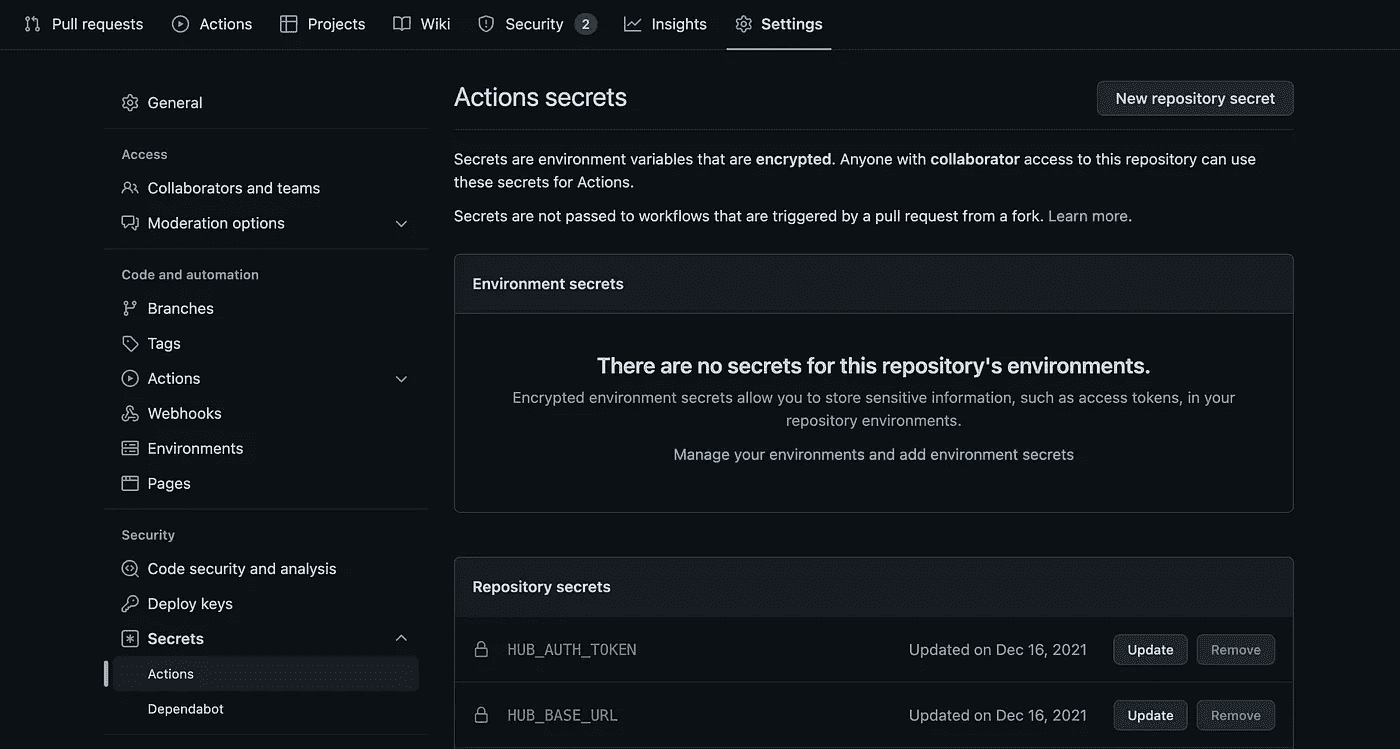 Pull requests Actions Projects Wiki Security 2 Insights Settings
General
Access
Collaborators and teams
Moderation options
Code and automation
Branches
Tags
Actions
Webhooks
Environments
Pages
Security
Code security and analysis
Deploy keys
Secrets
Actions
Dependabot
Actions secrets
New repository secret
Secrets are environment variables that are encrypted. Anyone with collaborator access to this repository can use
these secrets for Actions.
Secrets are not passed to workflows that are triggered by a pull request from a fork. Learn more.
Environment secrets
There are no secrets for this repository's environments.
Encrypted environment secrets allow you to store sensitive information, such as access tokens, in your
repository environments.
Manage your environments and add environment secrets
Repository secrets
HUB_AUTH_TOKEN Updated on Dec 16, 2021 Update Remove
HUB_BASE_URL Updated on Dec 16, 2021 Update Remove